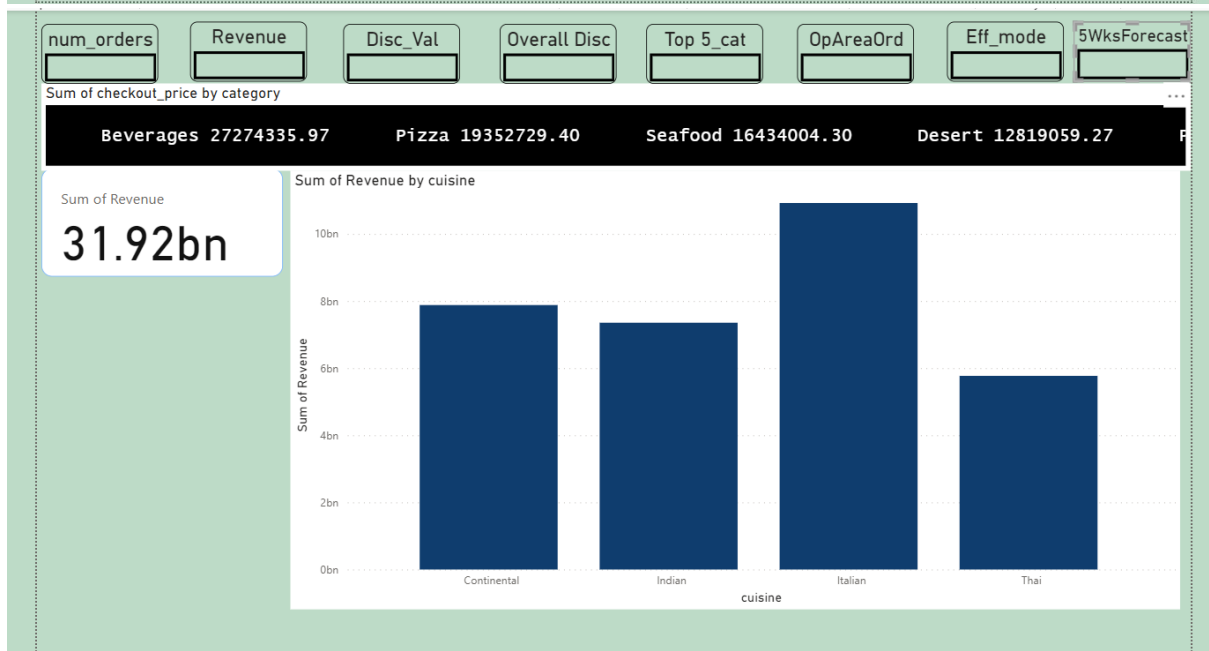 num_orders Revenue Disc_Val Overall Disc Top 5_cat OpAreaOrd Eff_mode 5WksForecast
Sum of checkout_price by category
Beverages 27274335.97 Pizza 19352729.40 Seafood 16434004.30 Desert 12819059.27
Sum of Revenue
31.92bn
Sum of Revenue by cuisine
Sum of Revenue
10bn
8bn
6bn
4bn
2bn
0bn
Continental Indian Italian Thai
cuisine